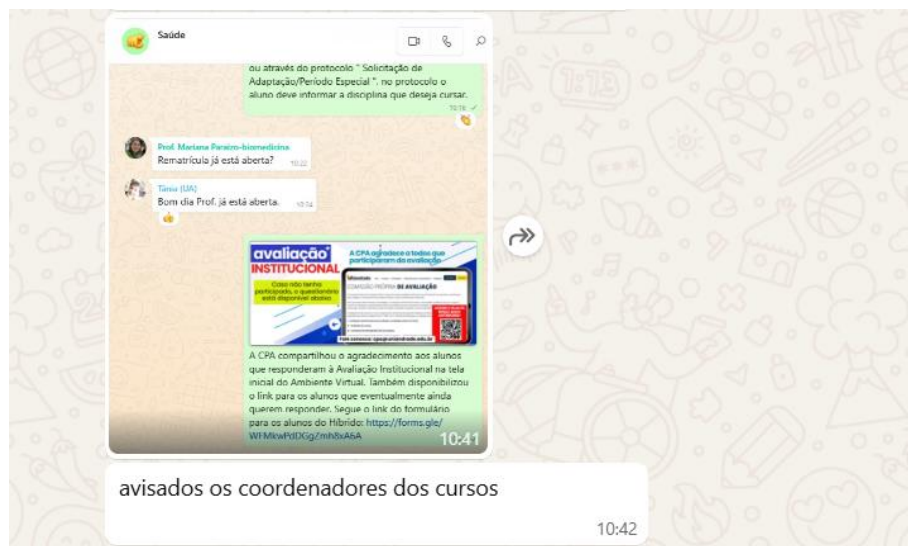 Saúde
ou através do protocolo " Solicitação de
Adaptação/Período Especial ", no protocolo o
aluno deve informar a disciplina que deseja cursar.
10:16
Prof. Mariana Paraim-biomedicina
Rematrícula já está aberta?
10:22
Tânia (UA)
Bom dia Prof. já está aberta.
10:24
avaliação
INSTITUCIONAL
A CPA agradece a todos que
participaram da avaliação
Caso não tenha
participado, o questionário
está disponível abaixo
COMISSÃO PRÓPRIA DE AVALIAÇÃO
A CPA compartilhou o agradecimento aos alunos
que responderam à Avaliação Institucional na tela
inicial do Ambiente Virtual. Também disponibilizou
o link para os alunos que eventualmente ainda
querem responder. Segue o link do formulário
para os alunos do Híbrido: https://forms.gle/
WFMkwPdDGgZmh8xA6A
10:41
avisados os coordenadores dos cursos
10:42